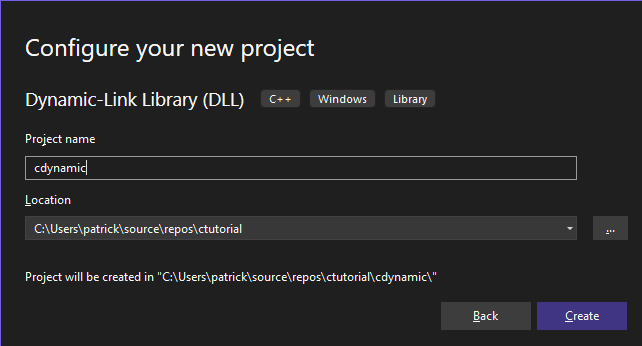 Configure your new project
Dynamic-Link Library (DLL) C++ Windows Library
Project name
cdynamic
Location
C:\Users\patrick\source\repos\ctutorial
...
Project will be created in "C:\Users\patrick\source\repos\ctutorial\cdynamic\"
Back Create